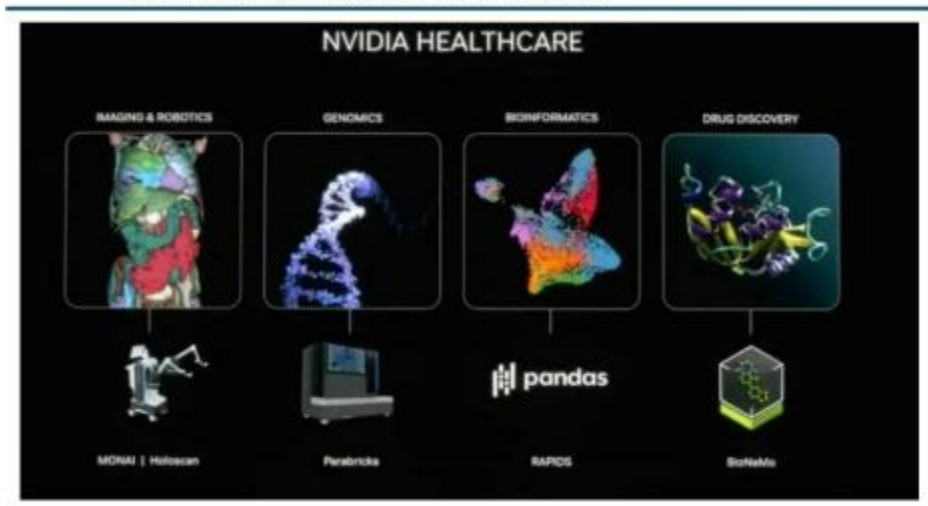 NVIDIA HEALTHCARE
IMAGING & ROBOTICS
GENOMICS
BIOINFORMATICS
DRUG DISCOVERY
pandas
MONAI | Holoscan
Parabricks
RAPIDS
BioNeMo